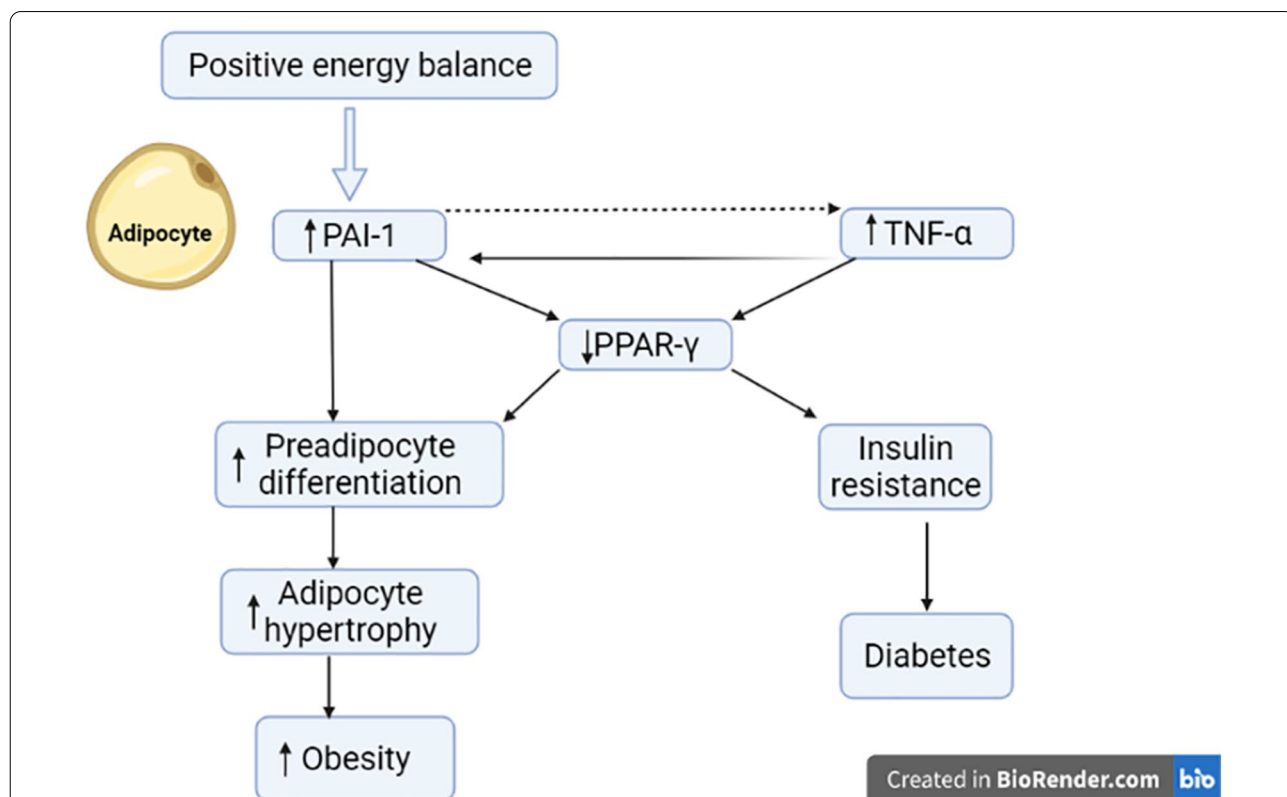 Positive energy balance
Adipocyte
↑PAI-1
↑TNF-α
↓PPAR-γ
↑ Preadipocyte
differentiation
Insulin
resistance
↑ Adipocyte
hypertrophy
Diabetes
↑ Obesity
Created in BioRender.com bio